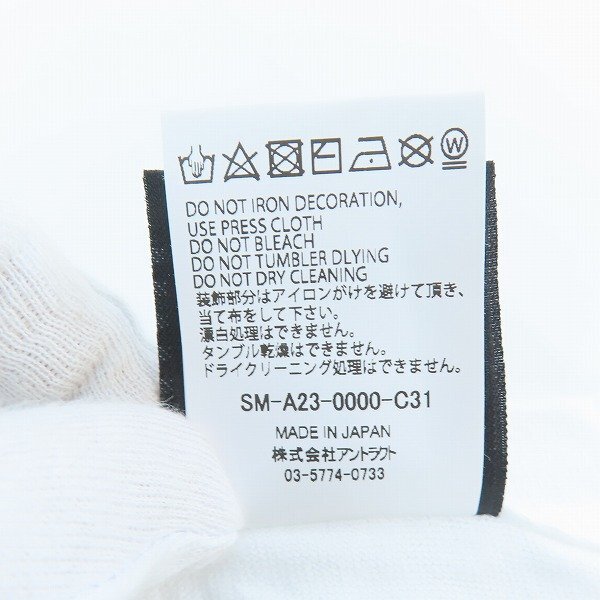 W
DO NOT IRON DECORATION,
USE PRESS CLOTH
DO NOT BLEACH
DO NOT TUMBLER DLYING
DO NOT DRY CLEANING
装飾部分はアイロンがけを避けて頂き、
当て布をして下さい。
漂白処理はできません。
タンブル乾燥はできません。
ドライクリーニング処理はできません。
SM-A23-0000-C31
MADE IN JAPAN
株式会社アントラクト
03-5774-0733